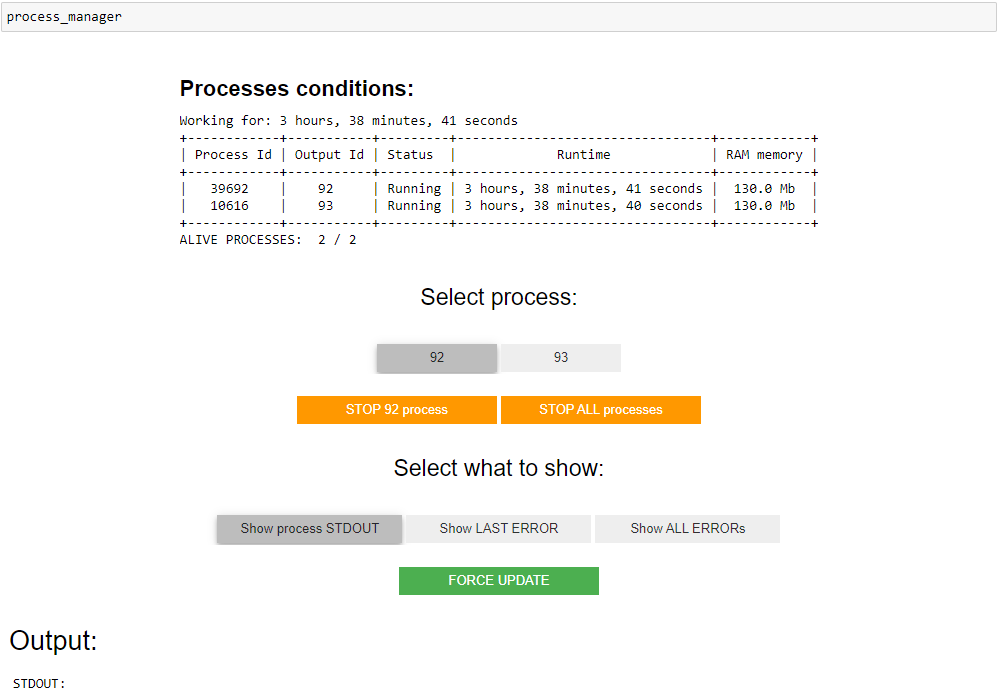 process_manager
Processes conditions:
Working for: 3 hours, 38 minutes, 41 seconds
+------------+-----------+---------+----------------------------------+------------+
| Process Id | Output Id | Status  |             Runtime              | RAM memory |
+------------+-----------+---------+----------------------------------+------------+
|   39692    |    92     | Running | 3 hours, 38 minutes, 41 seconds |  130.0 Mb  |
|   10616    |    93     | Running | 3 hours, 38 minutes, 40 seconds |  130.0 Mb  |
+------------+-----------+---------+----------------------------------+------------+
ALIVE PROCESSES:  2 / 2
Select process:
92 93
STOP 92 process STOP ALL processes
Select what to show:
Show process STDOUT Show LAST ERROR Show ALL ERRORs
FORCE UPDATE
Output:
STDOUT: